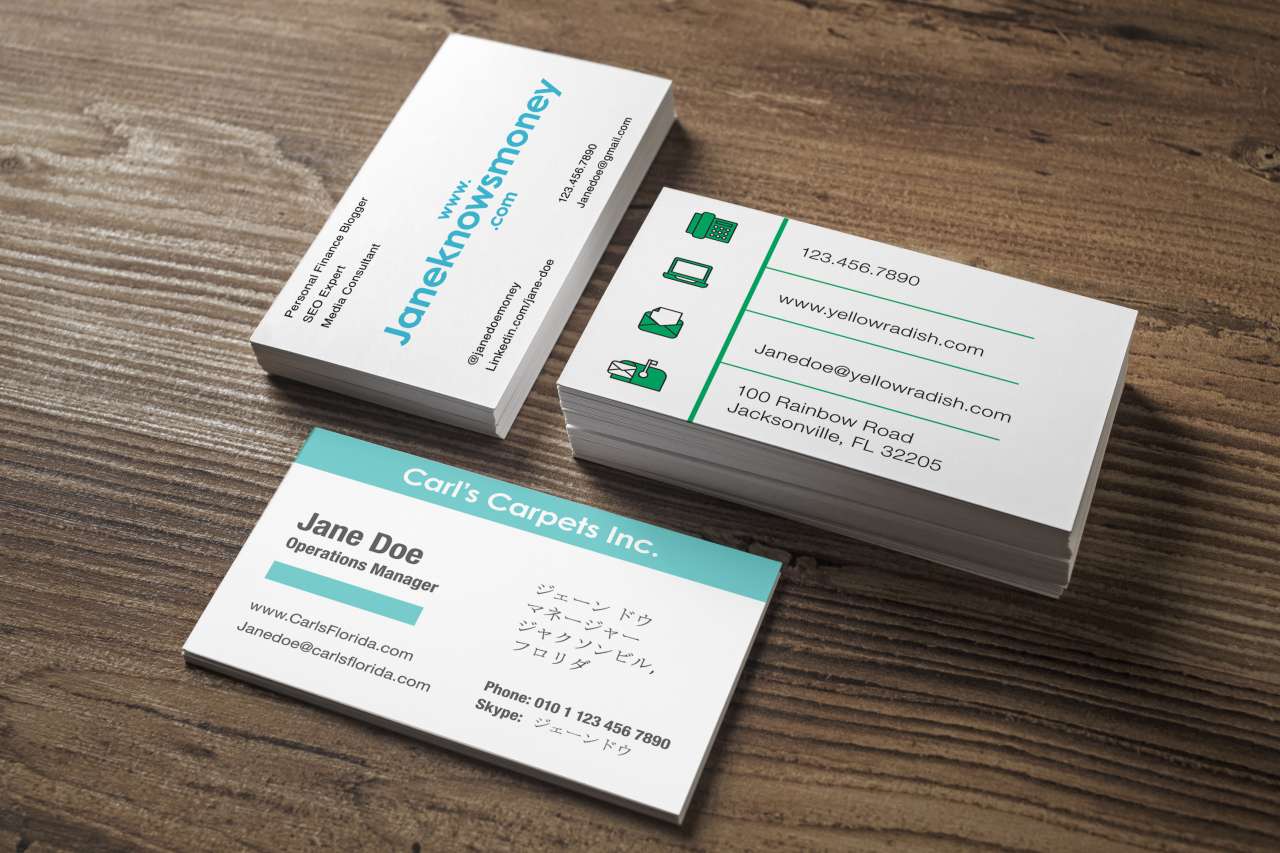 Personal Finance Blogger
SEO Expert
Media Consultant
www.
Janeknowsmoney
.com
123.456.7890
Janedoe@gmail.com
@janedoemoney
Linkedin.com/jane-doe
123.456.7890
www.yellowradish.com
Janedoe@yellowradish.com
100 Rainbow Road
Jacksonville, FL 32205
Carl's Carpets Inc.
Jane Doe
Operations Manager
www.CarlsFlorida.com
Janedoe@carlsflorida.com
ジェーン ドウ
マネージャー
ジャクソンビル,
フロリダ
Phone: 010 1 123 456 7890
Skype: ジェーンドウ